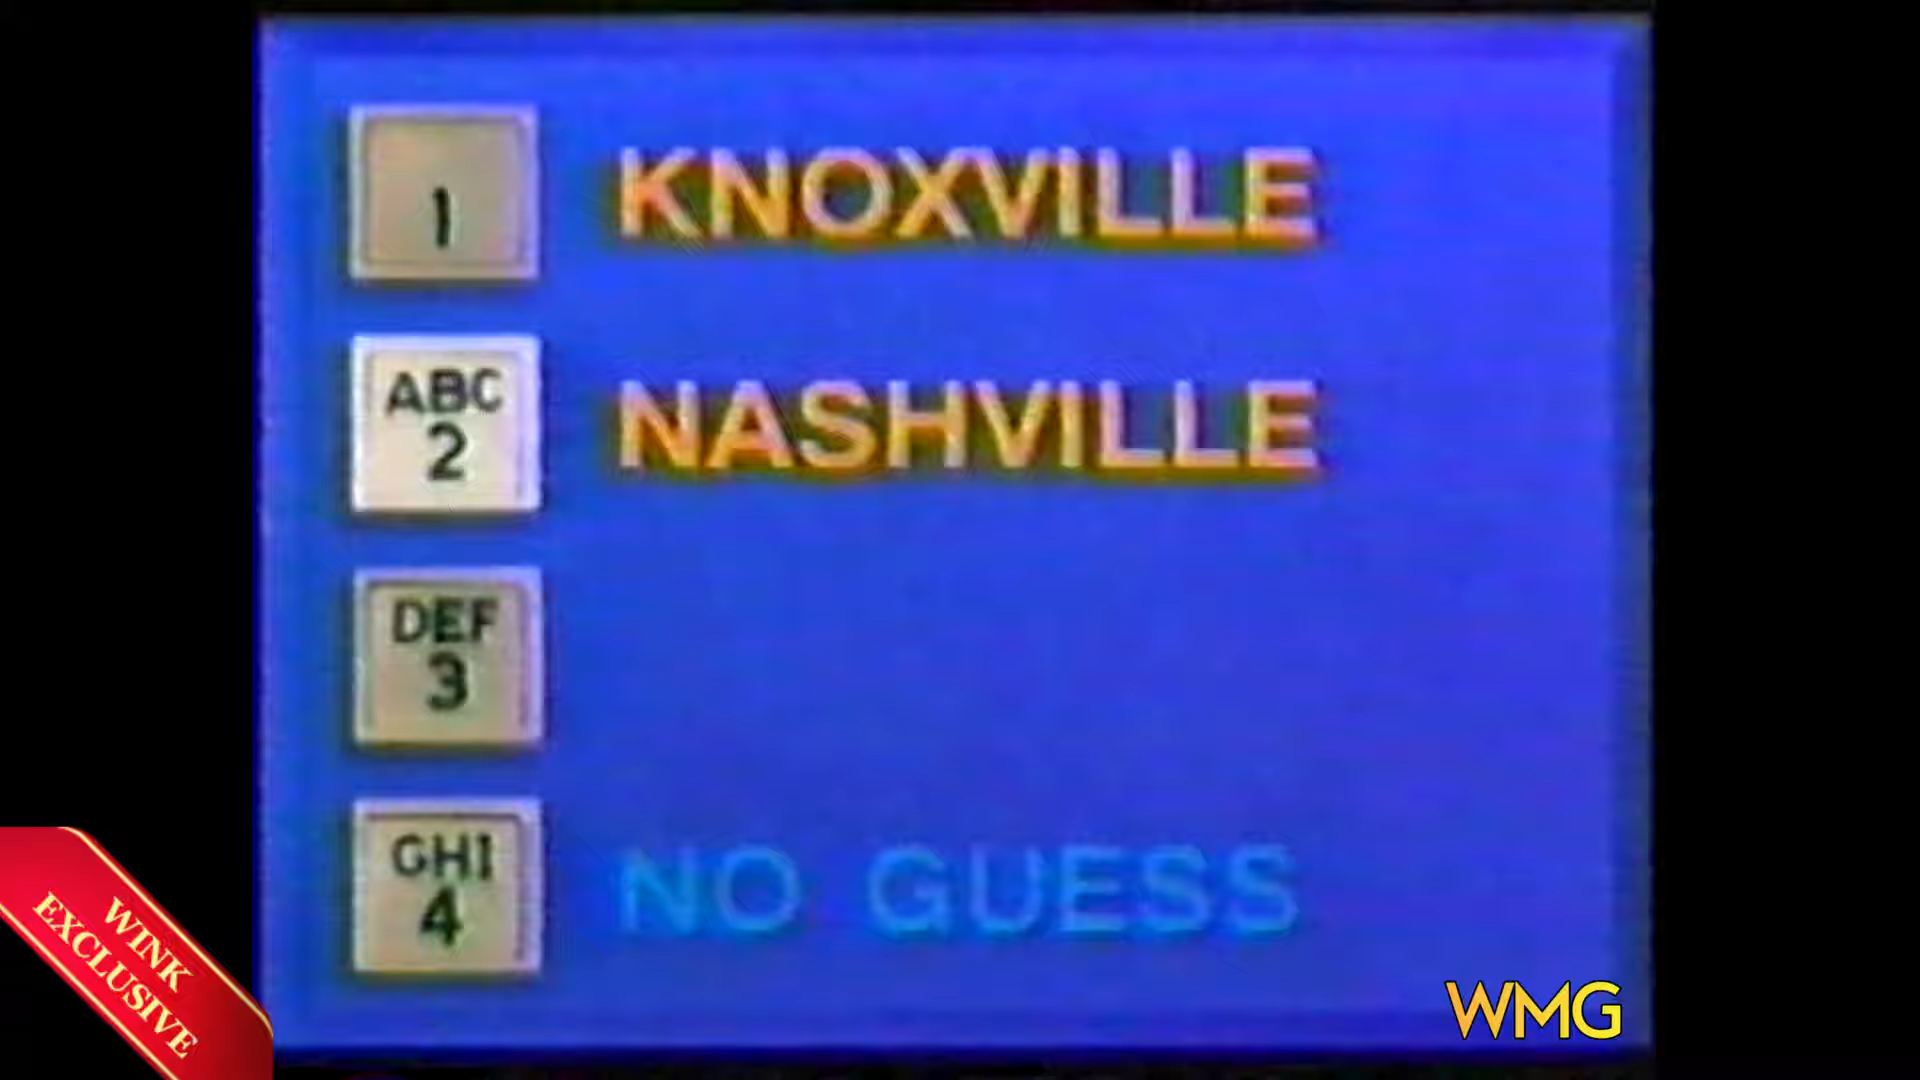 1
KNOXVILLE
ABC
2
NASHVILLE
DEF
3
GHI
4
NO GUESS
WINK
EXCLUSIVE
WMG